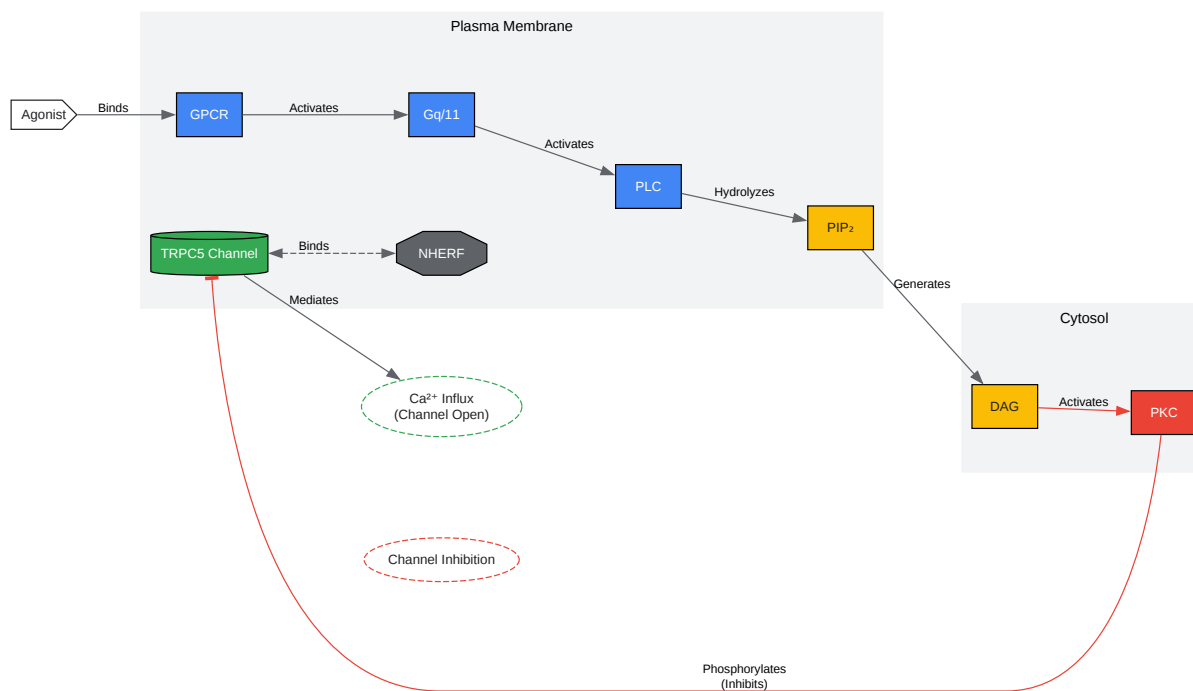 Plasma Membrane
Agonist
Binds
GPCR
Activates
Gq/11
Activates
PLC
Hydrolyzes
PIP₂
TRPC5 Channel
Binds
NHERF
Mediates
Generates
Cytosol
Ca²⁺ Influx
(Channel Open)
DAG
Activates
PKC
Channel Inhibition
Phosphorylates
(Inhibits)